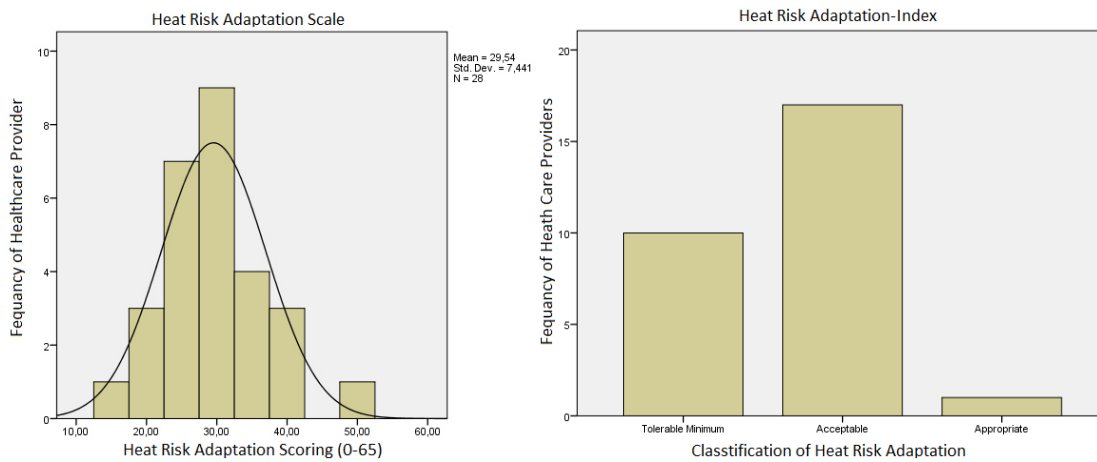 Heat Risk Adaptation Scale
Mean = 29,54
Std. Dev. = 7,441
N = 28
Fequancy of Healthcare Provider
10
8
6
4
2
0
10,00 20,00 30,00 40,00 50,00 60,00
Heat Risk Adaptation Scoring (0-65)
Heat Risk Adaptation-Index
Fequancy of Heath Care Providers
20
15
10
5
0
Tolerable Minimum Acceptable Appropriate
Classtification of Heat Risk Adaptation